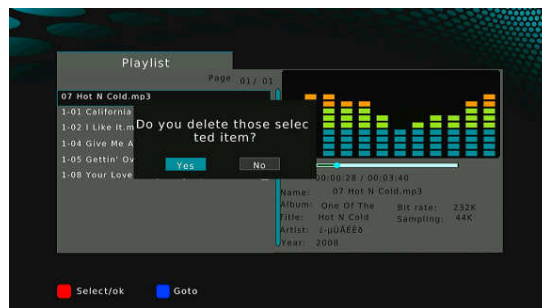 Playlist
Page 01/ 01
07 Hot N Cold.mp3
1-01 California
1-02 I Like It.m
1-04 Give Me A
1-05 Gettin' Ov
1-08 Your Love
Do you delete those selec
ted item?
Yes No
00:00:28 / 00:03:40
Name: 07 Hot N Cold.mp3
Album: One Of The Bit rate: 232K
Title: Hot N Cold Sampling: 44K
Artist:
Year: 2008
Select/ok Goto